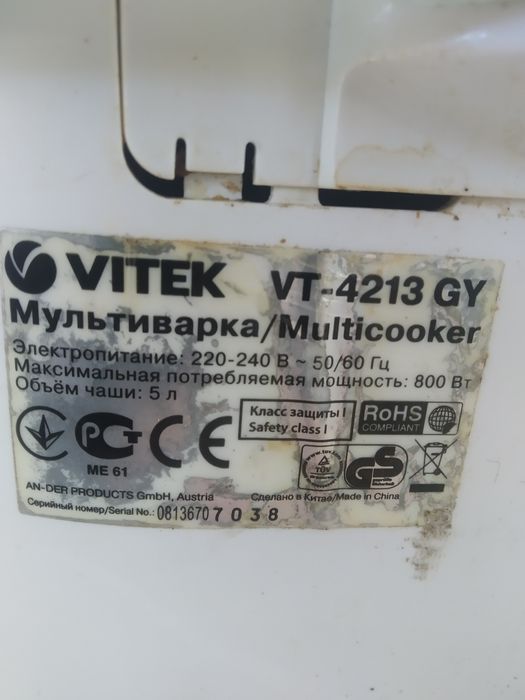 VITEK VT-4213 GY
Мультиварка/Multicooker
Электропитание: 220-240 В ~ 50/60 Гц
Максимальная потребляемая мощность: 800 Вт
Объём чаши: 5 л
Класс защиты I
Safety class I
RoHS
COMPLIANT
РСТ CE
ME 61
TÜV
GS
AN-DER PRODUCTS GmbH, Austria Сделано в Китае/Made in China
Серийный номер/Serial No.: 0813670 7 0 3 8